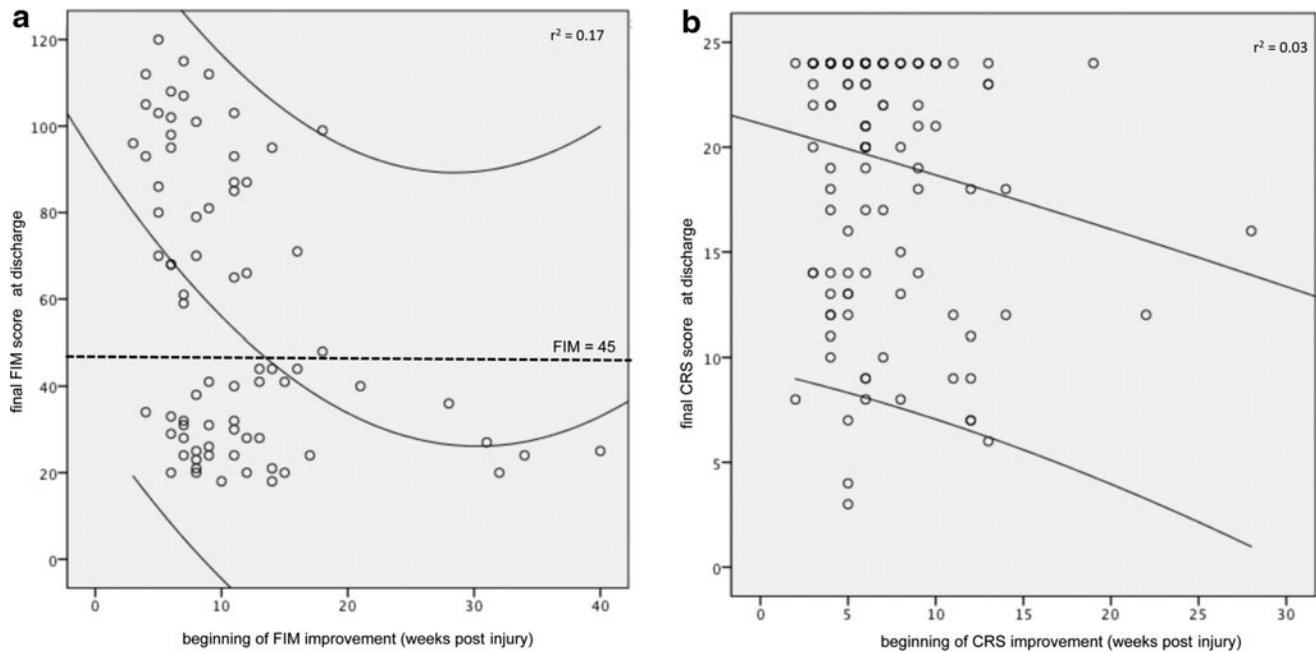 a
r² = 0.17
final FIM score at discharge
120
100
80
60
40
20
0
FIM = 45
0
10
20
30
40
beginning of FIM improvement (weeks post injury)
b
r² = 0.03
final CRS score at discharge
25
20
15
10
5
0
0
5
10
15
20
25
30
beginning of CRS improvement (weeks post injury)